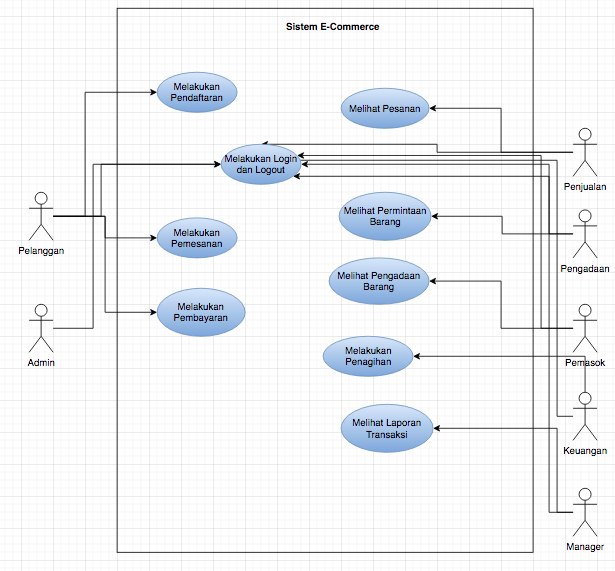 Sistem E-Commerce
Melakukan
Pendaftaran
Melihat Pesanan
Melakukan Login
dan Logout
Penjualan
Melihat Permintaan
Barang
Melakukan
Pemesanan
Pelanggan
Pengadaan
Melihat Pengadaan
Barang
Melakukan
Pembayaran
Admin
Pemasok
Melakukan
Penagihan
Melihat Laporan
Transaksi
Keuangan
Manager